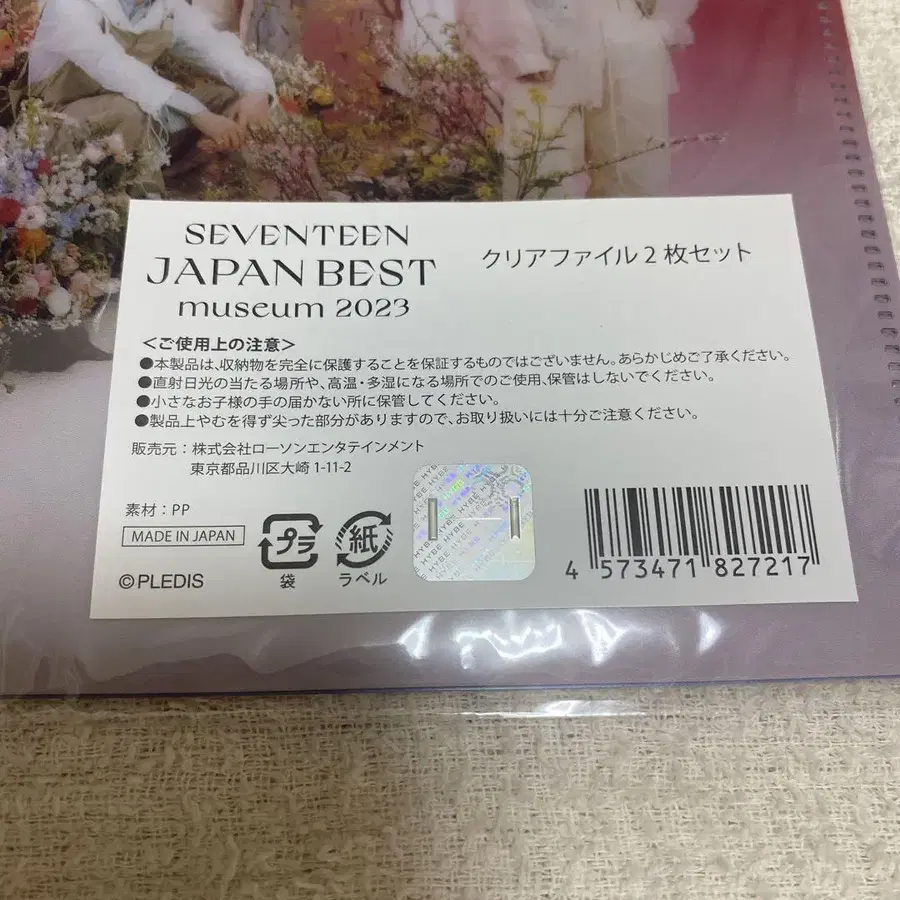 SEVENTEEN
JAPAN BEST
museum 2023
クリアファイル2枚セット
＜ご使用上の注意＞
●本製品は、収納物を完全に保護することを保証するものではございません。あらかじめご了承ください。
●直射日光の当たる場所や、高温・多湿になる場所でのご使用、保管はしないでください。
●小さなお子様の手の届かない所に保管してください。
●製品上やむを得ず尖った部分がありますので、お取り扱いには十分ご注意ください。
販売元：株式会社ローソンエンタテインメント
東京都品川区大崎1-11-2
素材：PP
MADE IN JAPAN
©PLEDIS
プラ
袋
紙
ラベル
HYBE HYBE HYBE
4 573471 827217